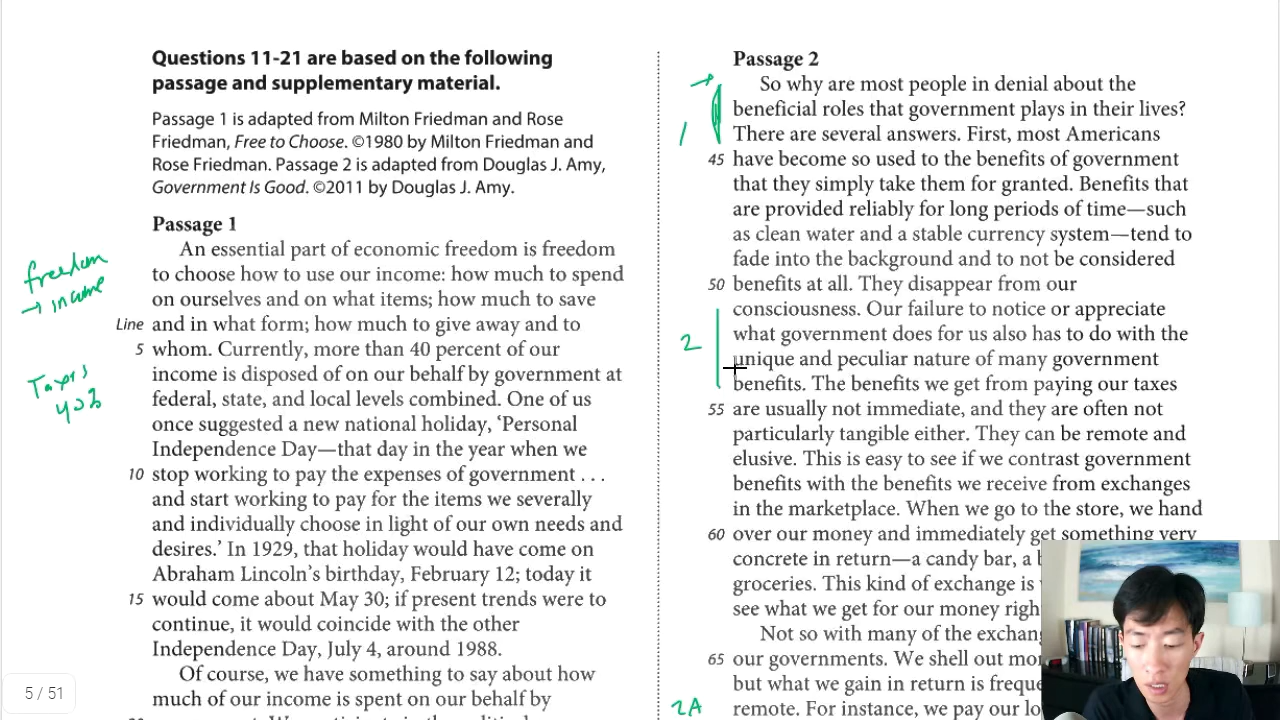 Questions 11-21 are based on the following
passage and supplementary material.
Passage 1 is adapted from Milton Friedman and Rose
Friedman, Free to Choose. ©1980 by Milton Friedman and
Rose Friedman. Passage 2 is adapted from Douglas J. Amy,
Government Is Good. ©2011 by Douglas J. Amy.
Passage 1
An essential part of economic freedom is freedom
to choose how to use our income: how much to spend
on ourselves and on what items; how much to save
Line and in what form; how much to give away and to
5 whom. Currently, more than 40 percent of our
income is disposed of on our behalf by government at
federal, state, and local levels combined. One of us
once suggested a new national holiday, ‘Personal
Independence Day—that day in the year when we
10 stop working to pay the expenses of government . . .
and start working to pay for the items we severally
and individually choose in light of our own needs and
desires.’ In 1929, that holiday would have come on
Abraham Lincoln’s birthday, February 12; today it
15 would come about May 30; if present trends were to
continue, it would coincide with the other
Independence Day, July 4, around 1988.
Of course, we have something to say about how
much of our income is spent on our behalf by
freedom
→ income
Taxes
40%
5 / 51
Passage 2
So why are most people in denial about the
beneficial roles that government plays in their lives?
There are several answers. First, most Americans
45 have become so used to the benefits of government
that they simply take them for granted. Benefits that
are provided reliably for long periods of time—such
as clean water and a stable currency system—tend to
fade into the background and to not be considered
50 benefits at all. They disappear from our
consciousness. Our failure to notice or appreciate
what government does for us also has to do with the
unique and peculiar nature of many government
benefits. The benefits we get from paying our taxes
55 are usually not immediate, and they are often not
particularly tangible either. They can be remote and
elusive. This is easy to see if we contrast government
benefits with the benefits we receive from exchanges
in the marketplace. When we go to the store, we hand
60 over our money and immediately get something very
concrete in return—a candy bar, a
groceries. This kind of exchange is
see what we get for our money
Not so with many of the
65 our governments. We shell out
but what we gain in return is
remote. For instance, we pay our
1
2
2A